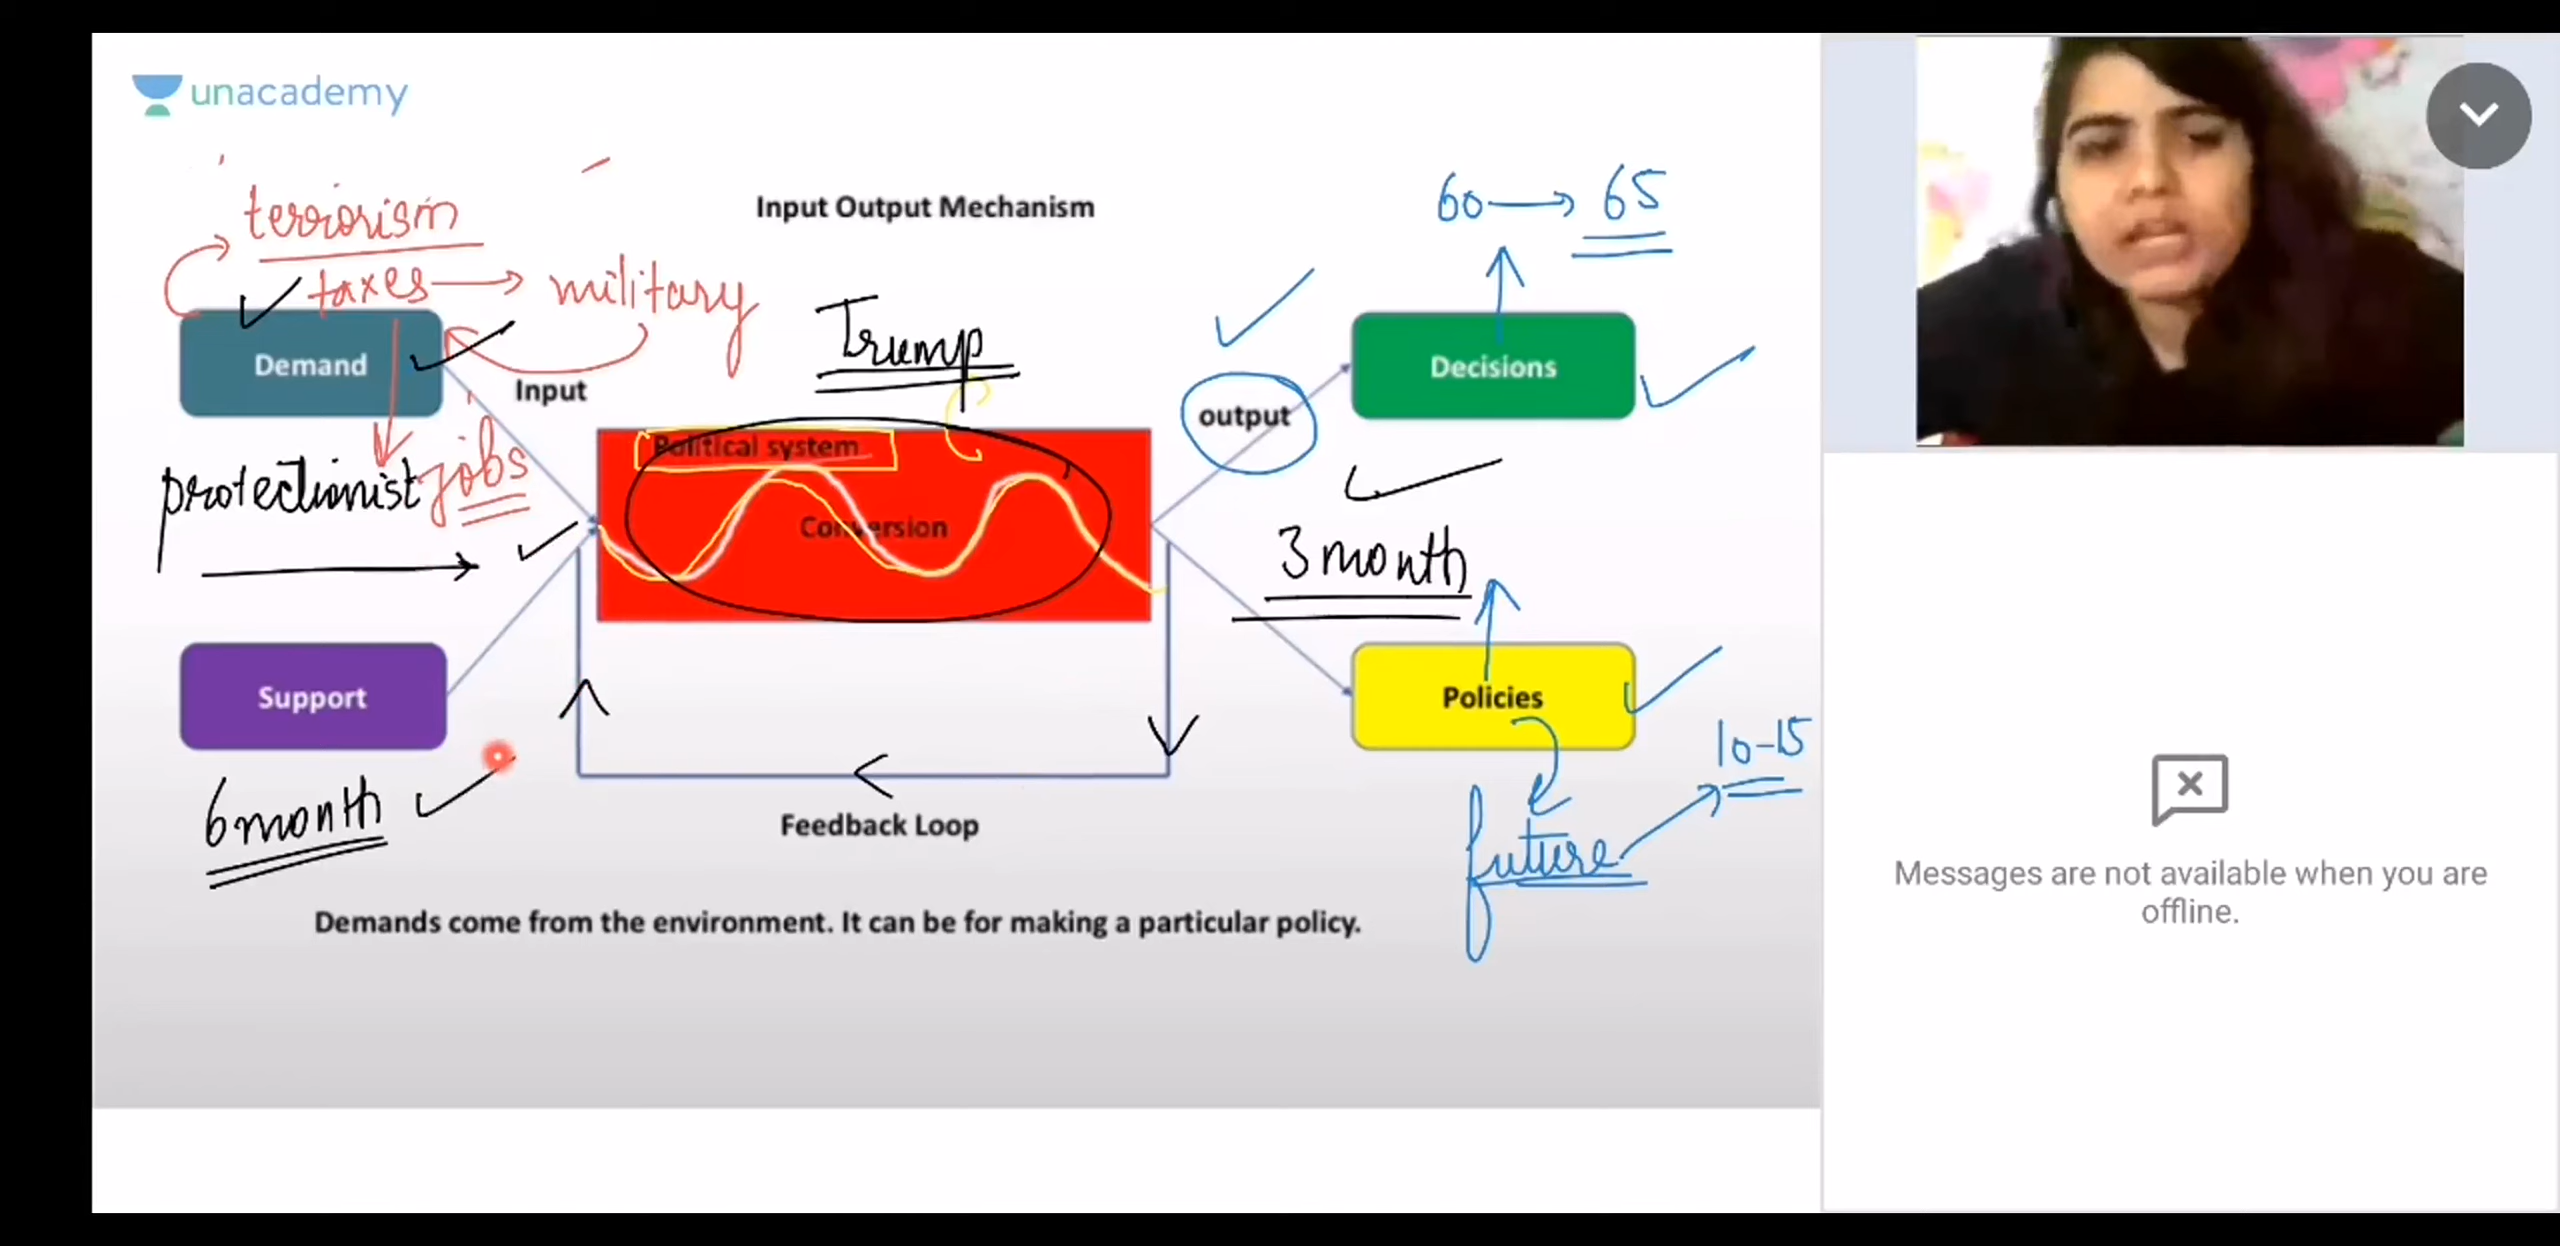 unacademy
Input Output Mechanism
terrorism
taxes → military
60 → 65
Trump
Demand
Input
output
Decisions
Political system
Conversion
protectionist
jobs
3 month
Support
Policies
10-15
6 month
future
Feedback Loop
Demands come from the environment. It can be for making a particular policy.
Messages are not available when you are
offline.